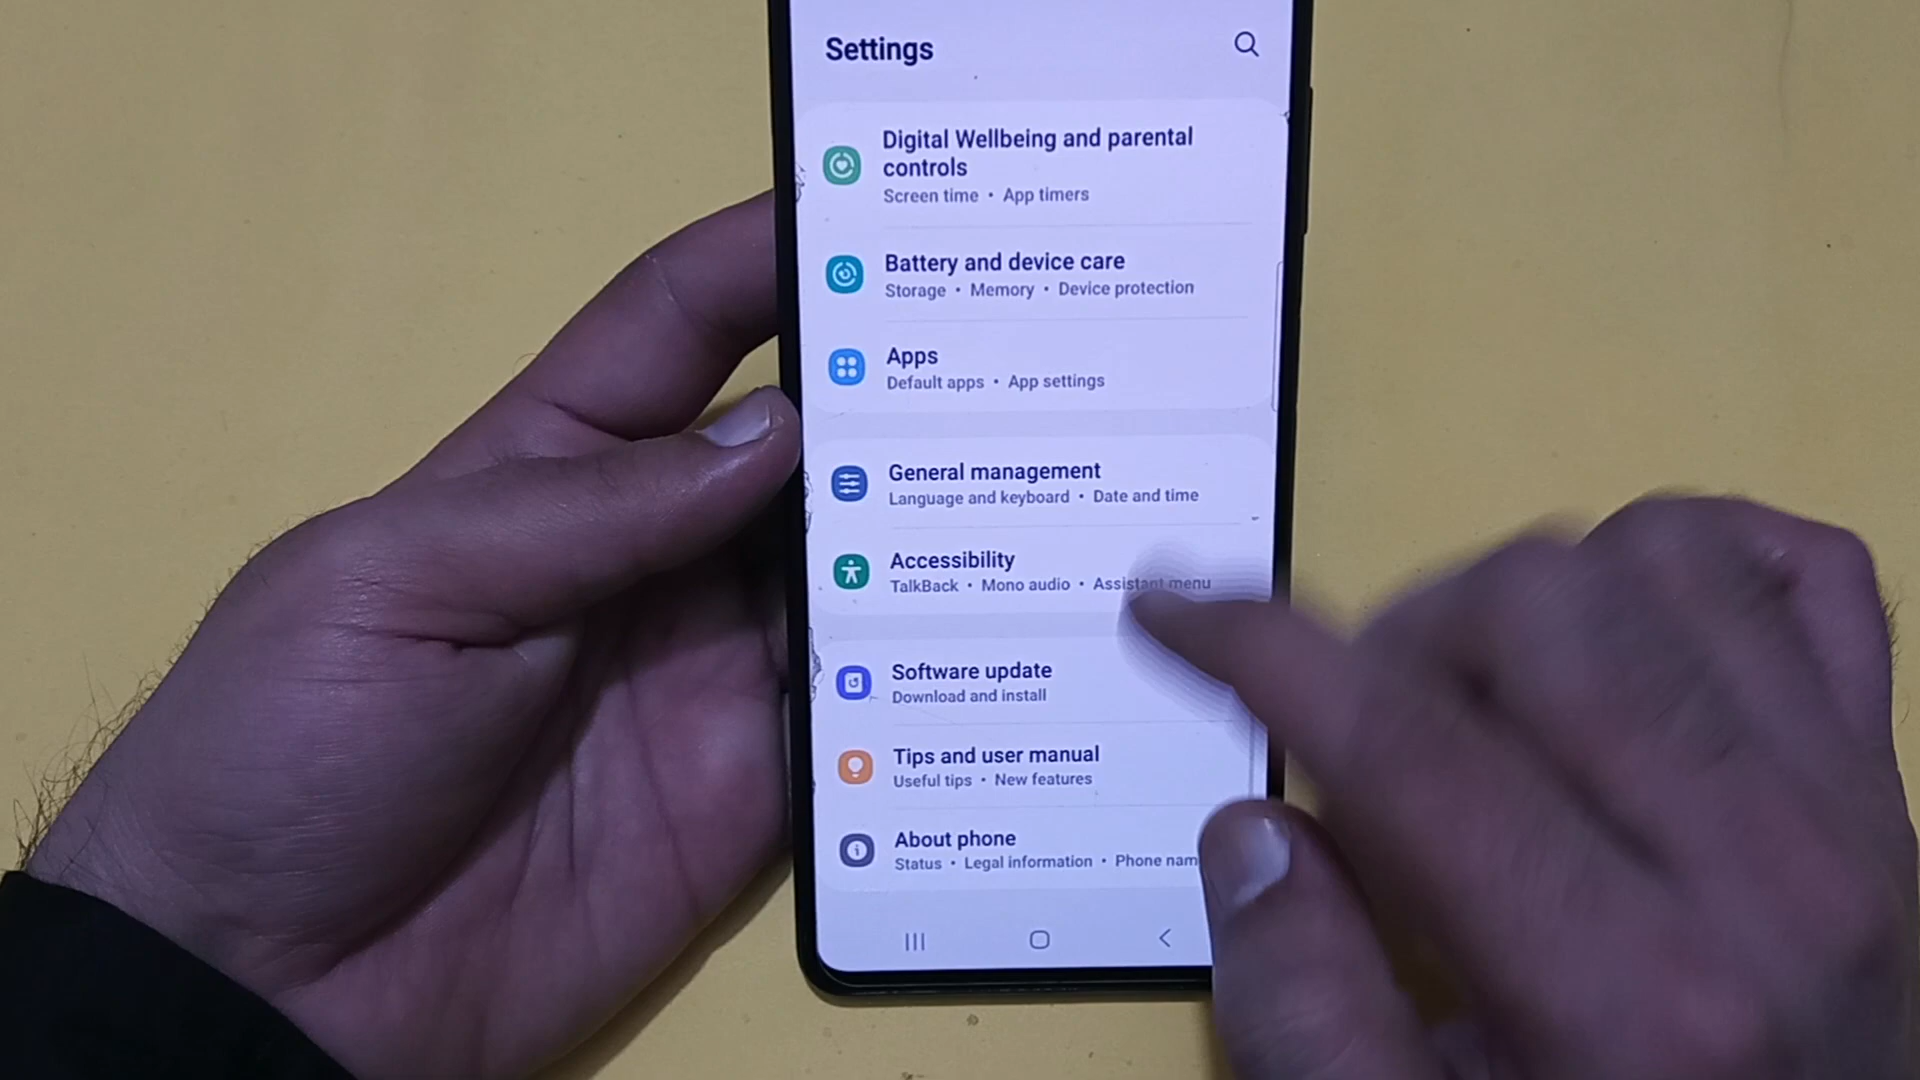 Settings
Digital Wellbeing and parental
controls
Screen time • App timers
Battery and device care
Storage • Memory • Device protection
Apps
Default apps • App settings
General management
Language and keyboard • Date and time
Accessibility
TalkBack • Mono audio • Assistant menu
Software update
Download and install
Tips and user manual
Useful tips • New features
About phone
Status • Legal information • Phone nam